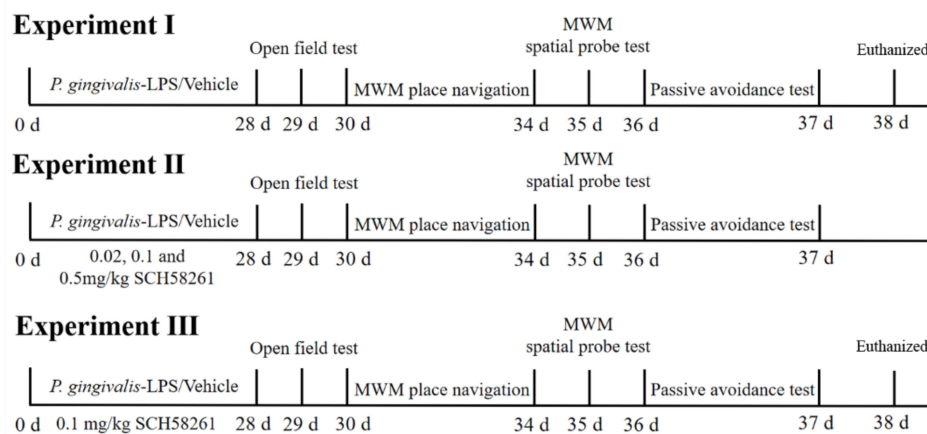 Experiment I
MWM
Open field test
spatial probe test
Euthanized
P. gingivalis-LPS/Vehicle
MWM place navigation
Passive avoidance test
0 d
28 d
29 d
30 d
34 d
35 d
36 d
37 d
38 d
Experiment II
MWM
Open field test
spatial probe test
P. gingivalis-LPS/Vehicle
MWM place navigation
Passive avoidance test
0 d
0.02, 0.1 and
0.5mg/kg SCH58261
28 d
29 d
30 d
34 d
35 d
36 d
37 d
Experiment III
MWM
Open field test
spatial probe test
Euthanized
P. gingivalis-LPS/Vehicle
MWM place navigation
Passive avoidance test
0 d
0.1 mg/kg SCH58261
28 d
29 d
30 d
34 d
35 d
36 d
37 d
38 d